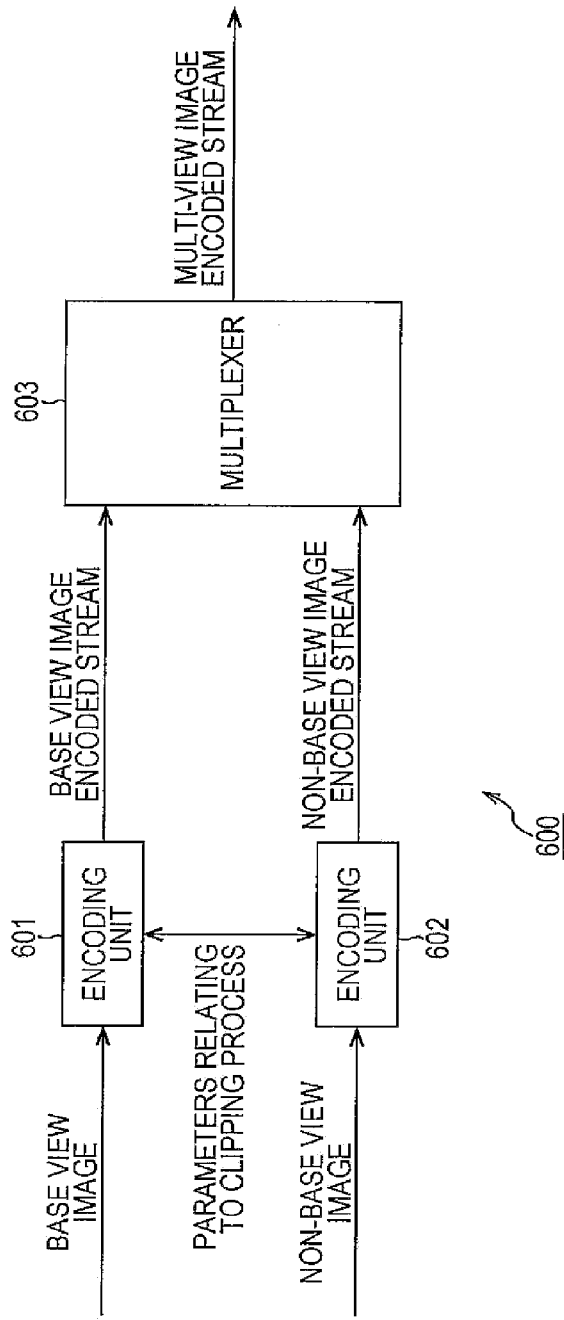 BASE VIEW
IMAGE
601
ENCODING
UNIT
BASE VIEW IMAGE
ENCODED STREAM
PARAMETERS RELATING
TO CLIPPING PROCESS
NON-BASE VIEW
IMAGE
ENCODING
UNIT
602
NON-BASE VIEW IMAGE
ENCODED STREAM
603
MULTIPLEXER
MULTI-VIEW IMAGE
ENCODED STREAM
600